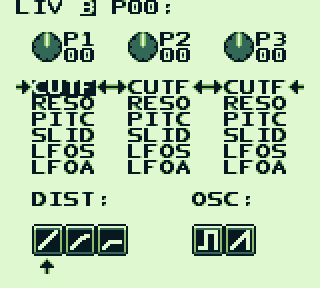 LIV B P00:
P1 P2 P3
00 00 00
CUTF CUTF CUTF
RESO RESO RESO
PITC PITC PITC
SLID SLID SLID
LFOS LFOS LFOS
LFOA LFOA LFOA
DIST: OSC: